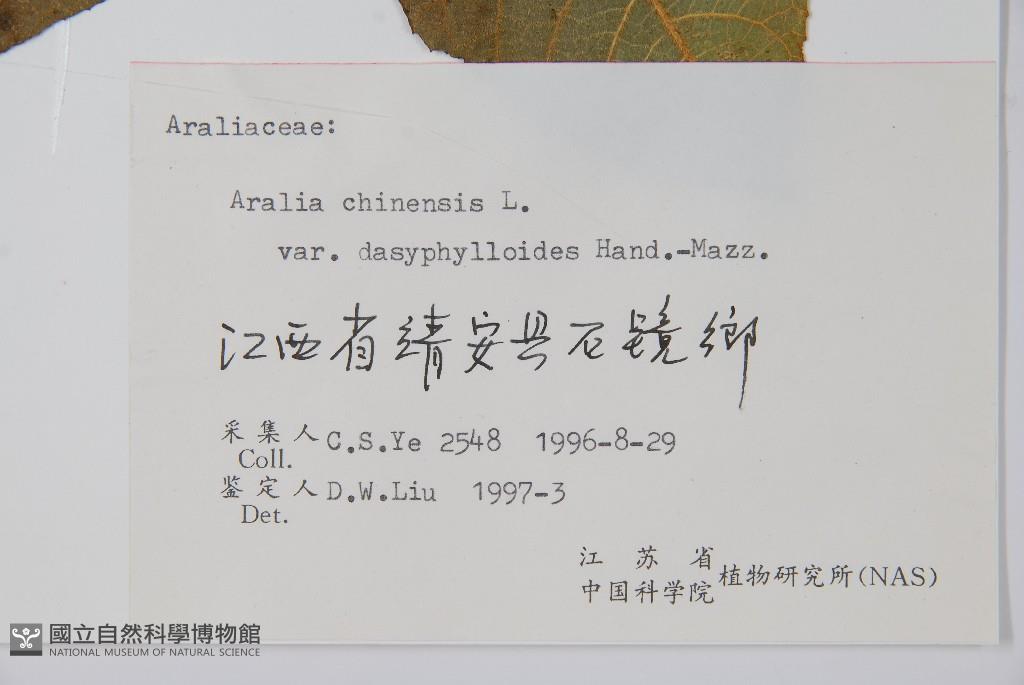 Araliaceae:
Aralia chinensis L.
var. dasyphylloides Hand.-Mazz.
江西省靖安县石镜鄉
采集人 C.S.Ye 2548 1996-8-29
Coll.
鉴定人 D.W.Liu 1997-3
Det.
江苏省
中国科学院 植物研究所(NAS)
國立自然科學博物館
NATIONAL MUSEUM OF NATURAL SCIENCE